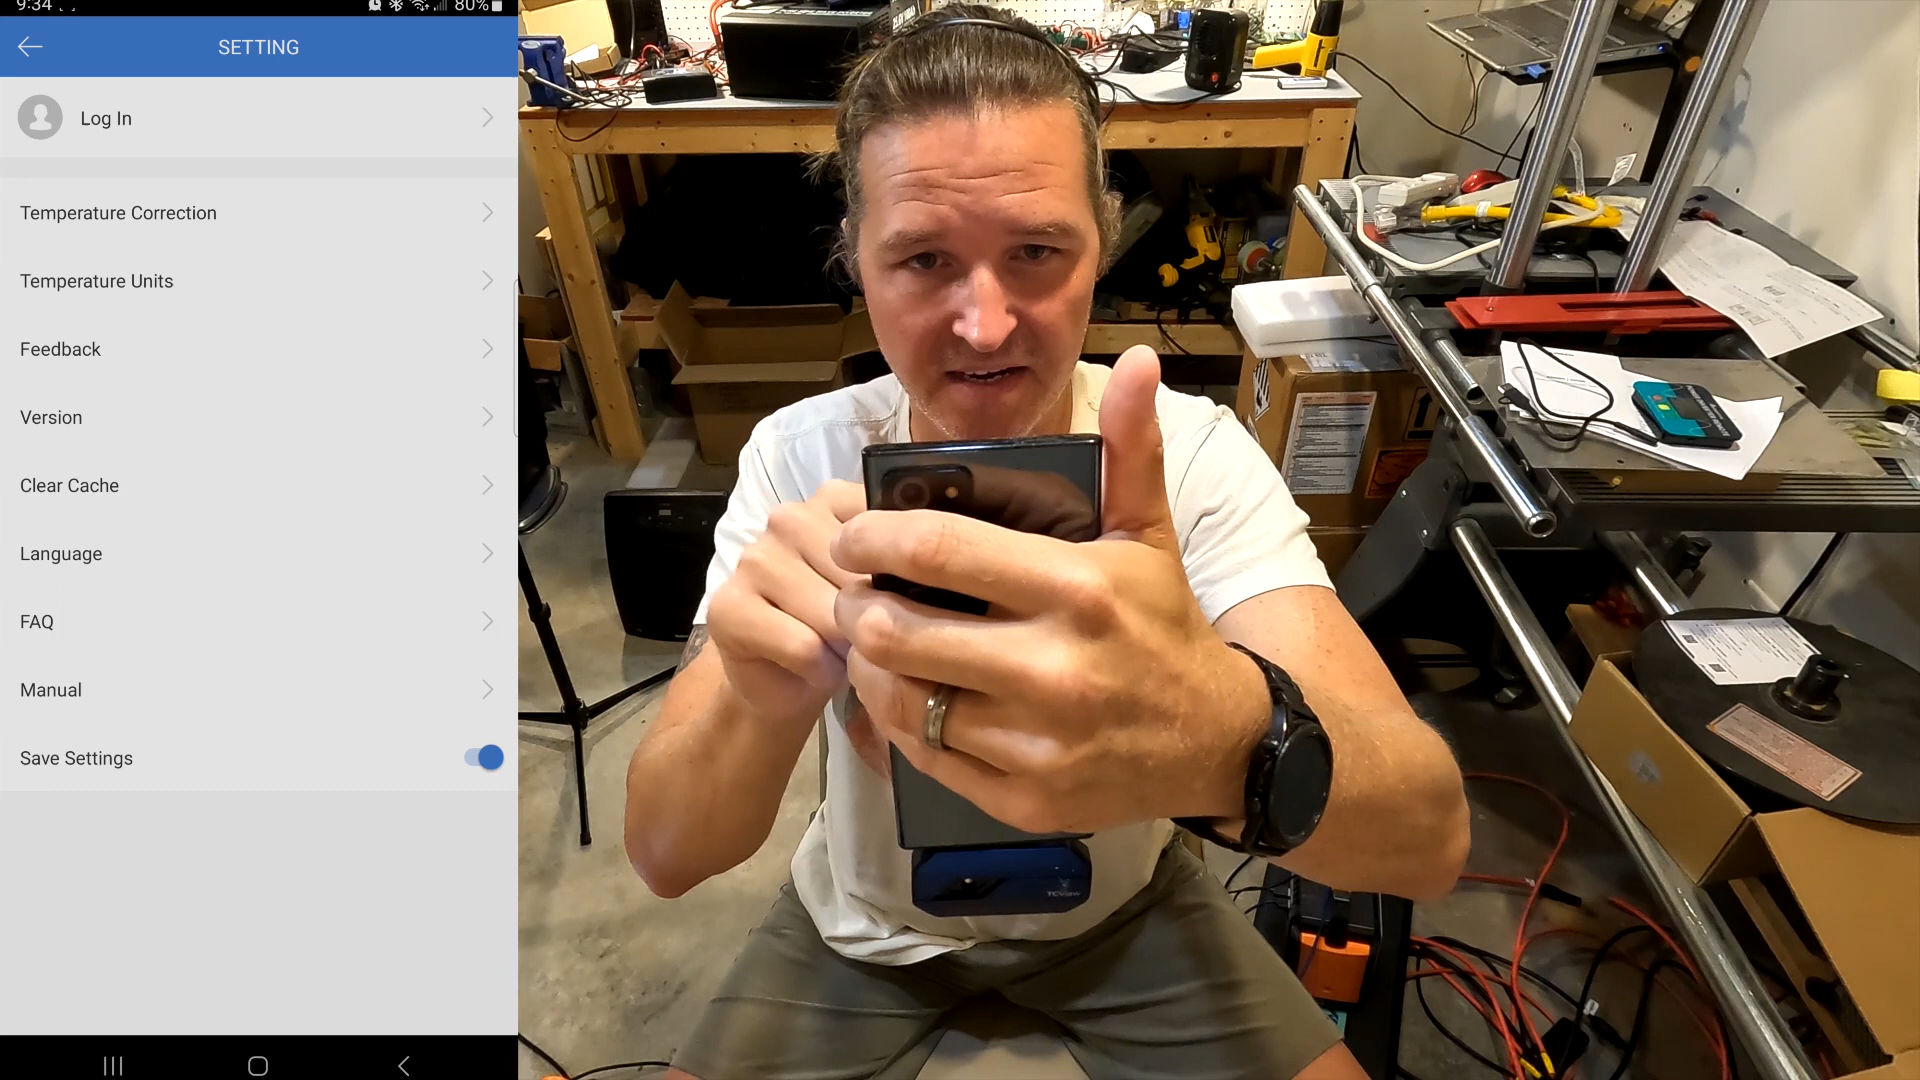 9:34
80%
SETTING
Log In
Temperature Correction
Temperature Units
Feedback
Version
Clear Cache
Language
FAQ
Manual
Save Settings
TCView